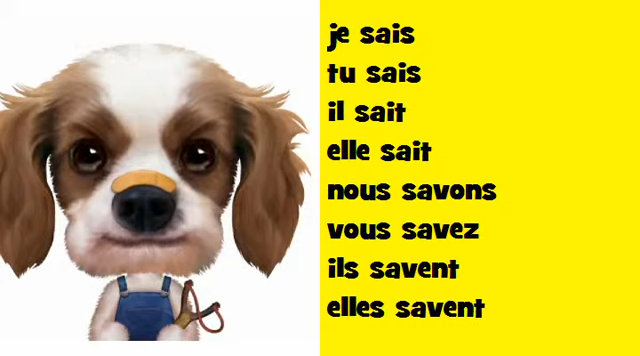 je sais
tu sais
il sait
elle sait
nous savons
vous savez
ils savent
elles savent